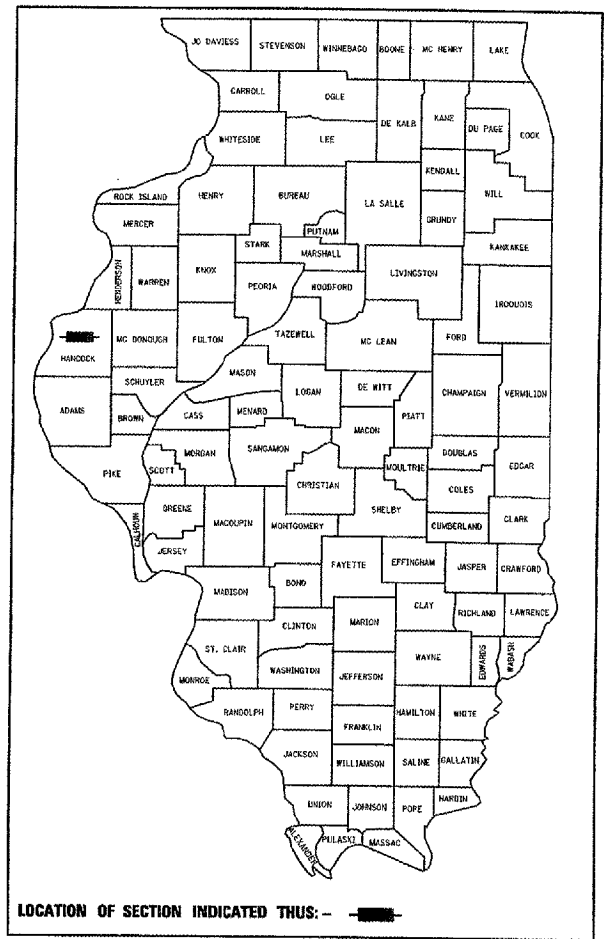 JO DAVIESS STEVENSON WINNEBAGO BOONE MC HENRY LAKE
CARROLL OGLE DE KALB KANE DU PAGE COOK
WHITESIDE LEE KENDALL WILL
ROCK ISLAND HENRY BUREAU LA SALLE GRUNDY
MERCER STARK PUTNAM KANKAKEE
HENDERSON WARREN KNOX MARSHALL LIVINGSTON
PEORIA WOODFORD IROQUOIS
HANCOCK MC DONOUGH FULTON TAZEWELL MC LEAN FORD
SCHUYLER MASON LOGAN DE WITT CHAMPAIGN VERMILION
ADAMS BROWN CASS MENARD MACON PIATT
PIKE SCOTT MORGAN SANGAMON CHRISTIAN MOULTRIE DOUGLAS EDGAR
COLES
CALHOUN GREENE MACOUPIN MONTGOMERY SHELBY CUMBERLAND CLARK
JERSEY FAYETTE EFFINGHAM JASPER CRAWFORD
MADISON BOND CLAY RICHLAND LAWRENCE
CLINTON MARION
ST. CLAIR WASHINGTON JEFFERSON WAYNE EDWARDS WABASH
MONROE
RANDOLPH PERRY FRANKLIN HAMILTON WHITE
JACKSON WILLIAMSON SALINE GALLATIN
UNION JOHNSON POPE HARDIN
ALEXANDER PULASKI MASSAC
LOCATION OF SECTION INDICATED THUS: –